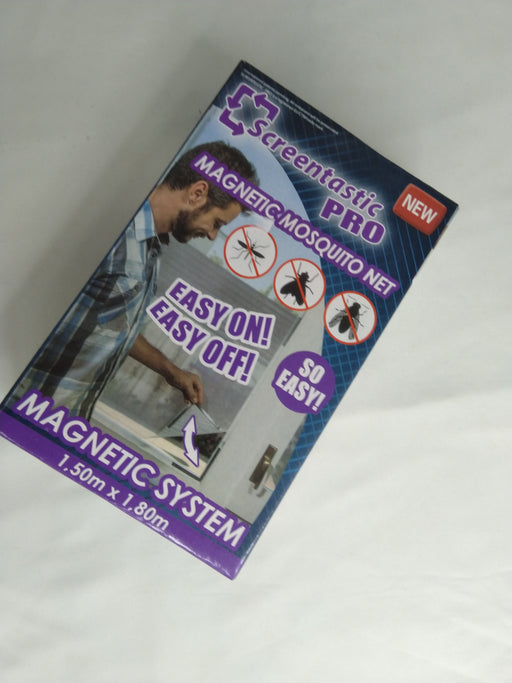 Screentastic
PRO
NEW
MAGNETIC MOSQUITO NET
EASY ON!
EASY OFF!
SO
EASY!
MAGNETIC SYSTEM
1,50m x 1,80m